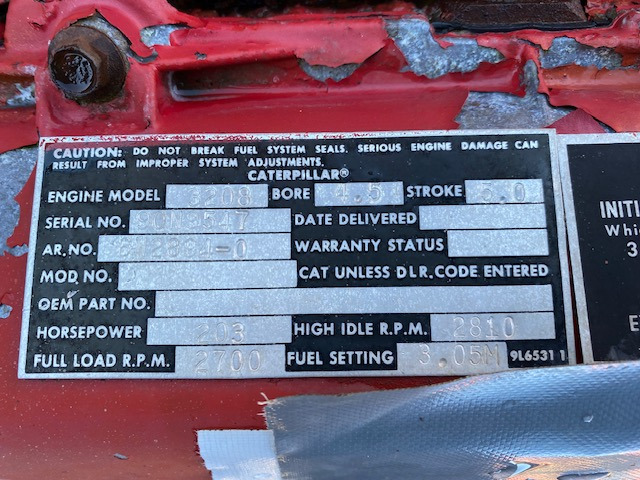 CAUTION: DO NOT BREAK FUEL SYSTEM SEALS. SERIOUS ENGINE DAMAGE CAN
RESULT FROM IMPROPER SYSTEM ADJUSTMENTS.
CATERPILLAR®
ENGINE MODEL 3208 BORE 4.5 STROKE 5.0
SERIAL NO. DATE DELIVERED
AR.NO. WARRANTY STATUS
MOD NO. CAT UNLESS DLR. CODE ENTERED
OEM PART NO.
HORSEPOWER 203 HIGH IDLE R.P.M. 2810
FULL LOAD R.P.M. 2700 FUEL SETTING 3.05M 9L6531 1
INITI
Whi
3
E